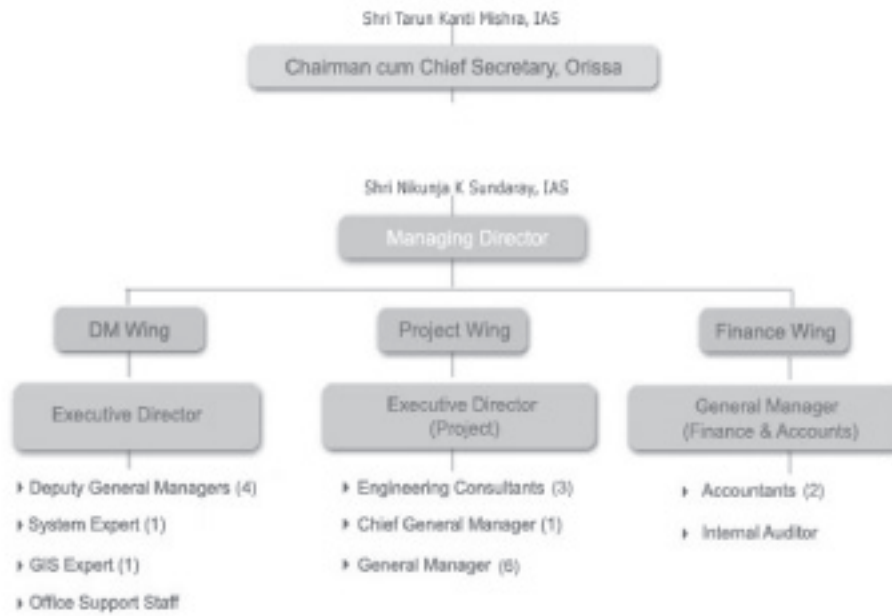 Shri Tarun Kanti Mishra, IAS
Chairman cum Chief Secretary, Orissa
Shri Nikunja K Sundaray, IAS
Managing Director
DM Wing
Project Wing
Finance Wing
Executive Director
Executive Director
(Project)
General Manager
(Finance & Accounts)
Deputy General Managers (4)
System Expert (1)
GIS Expert (1)
Office Support Staff
Engineering Consultants (3)
Chief General Manager (1)
General Manager (6)
Accountants (2)
Internal Auditor